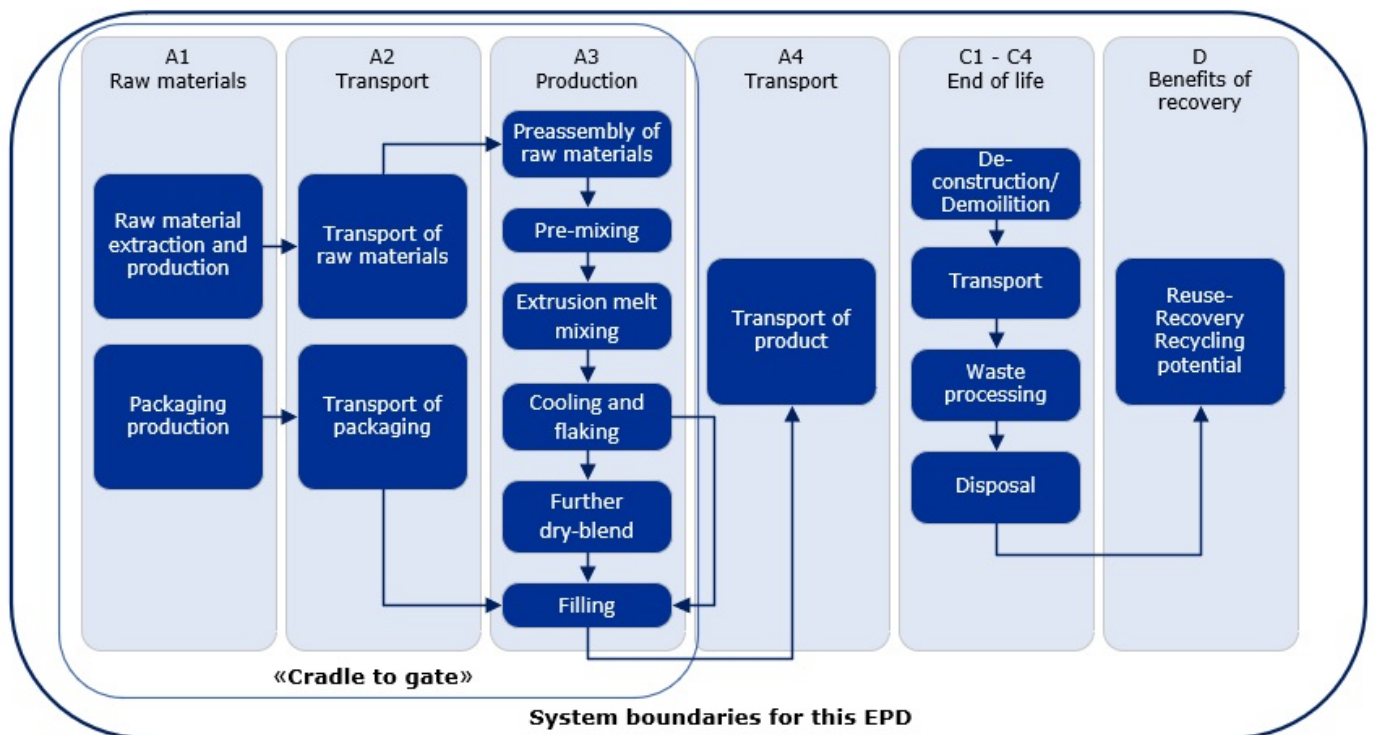 A1
Raw materials
A2
Transport
A3
Production
A4
Transport
C1 - C4
End of life
D
Benefits of
recovery
Raw material
extraction and
production
Packaging
production
Transport of
raw materials
Transport of
packaging
Preassembly of
raw materials
Pre-mixing
Extrusion melt
mixing
Cooling and
flaking
Further
dry-blend
Filling
Transport of
product
De-
construction/
Demoilition
Transport
Waste
processing
Disposal
Reuse-
Recovery
Recycling
potential
«Cradle to gate»
System boundaries for this EPD